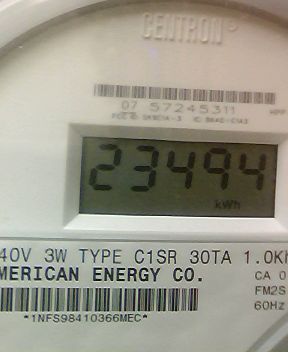 CENTRON®
07 57245311
23494
kWh
40V 3W TYPE C1SR 30TA 1.0Kh
MERICAN ENERGY CO.
CA 0
FM2S
60Hz
*1NFS98410366MEC*